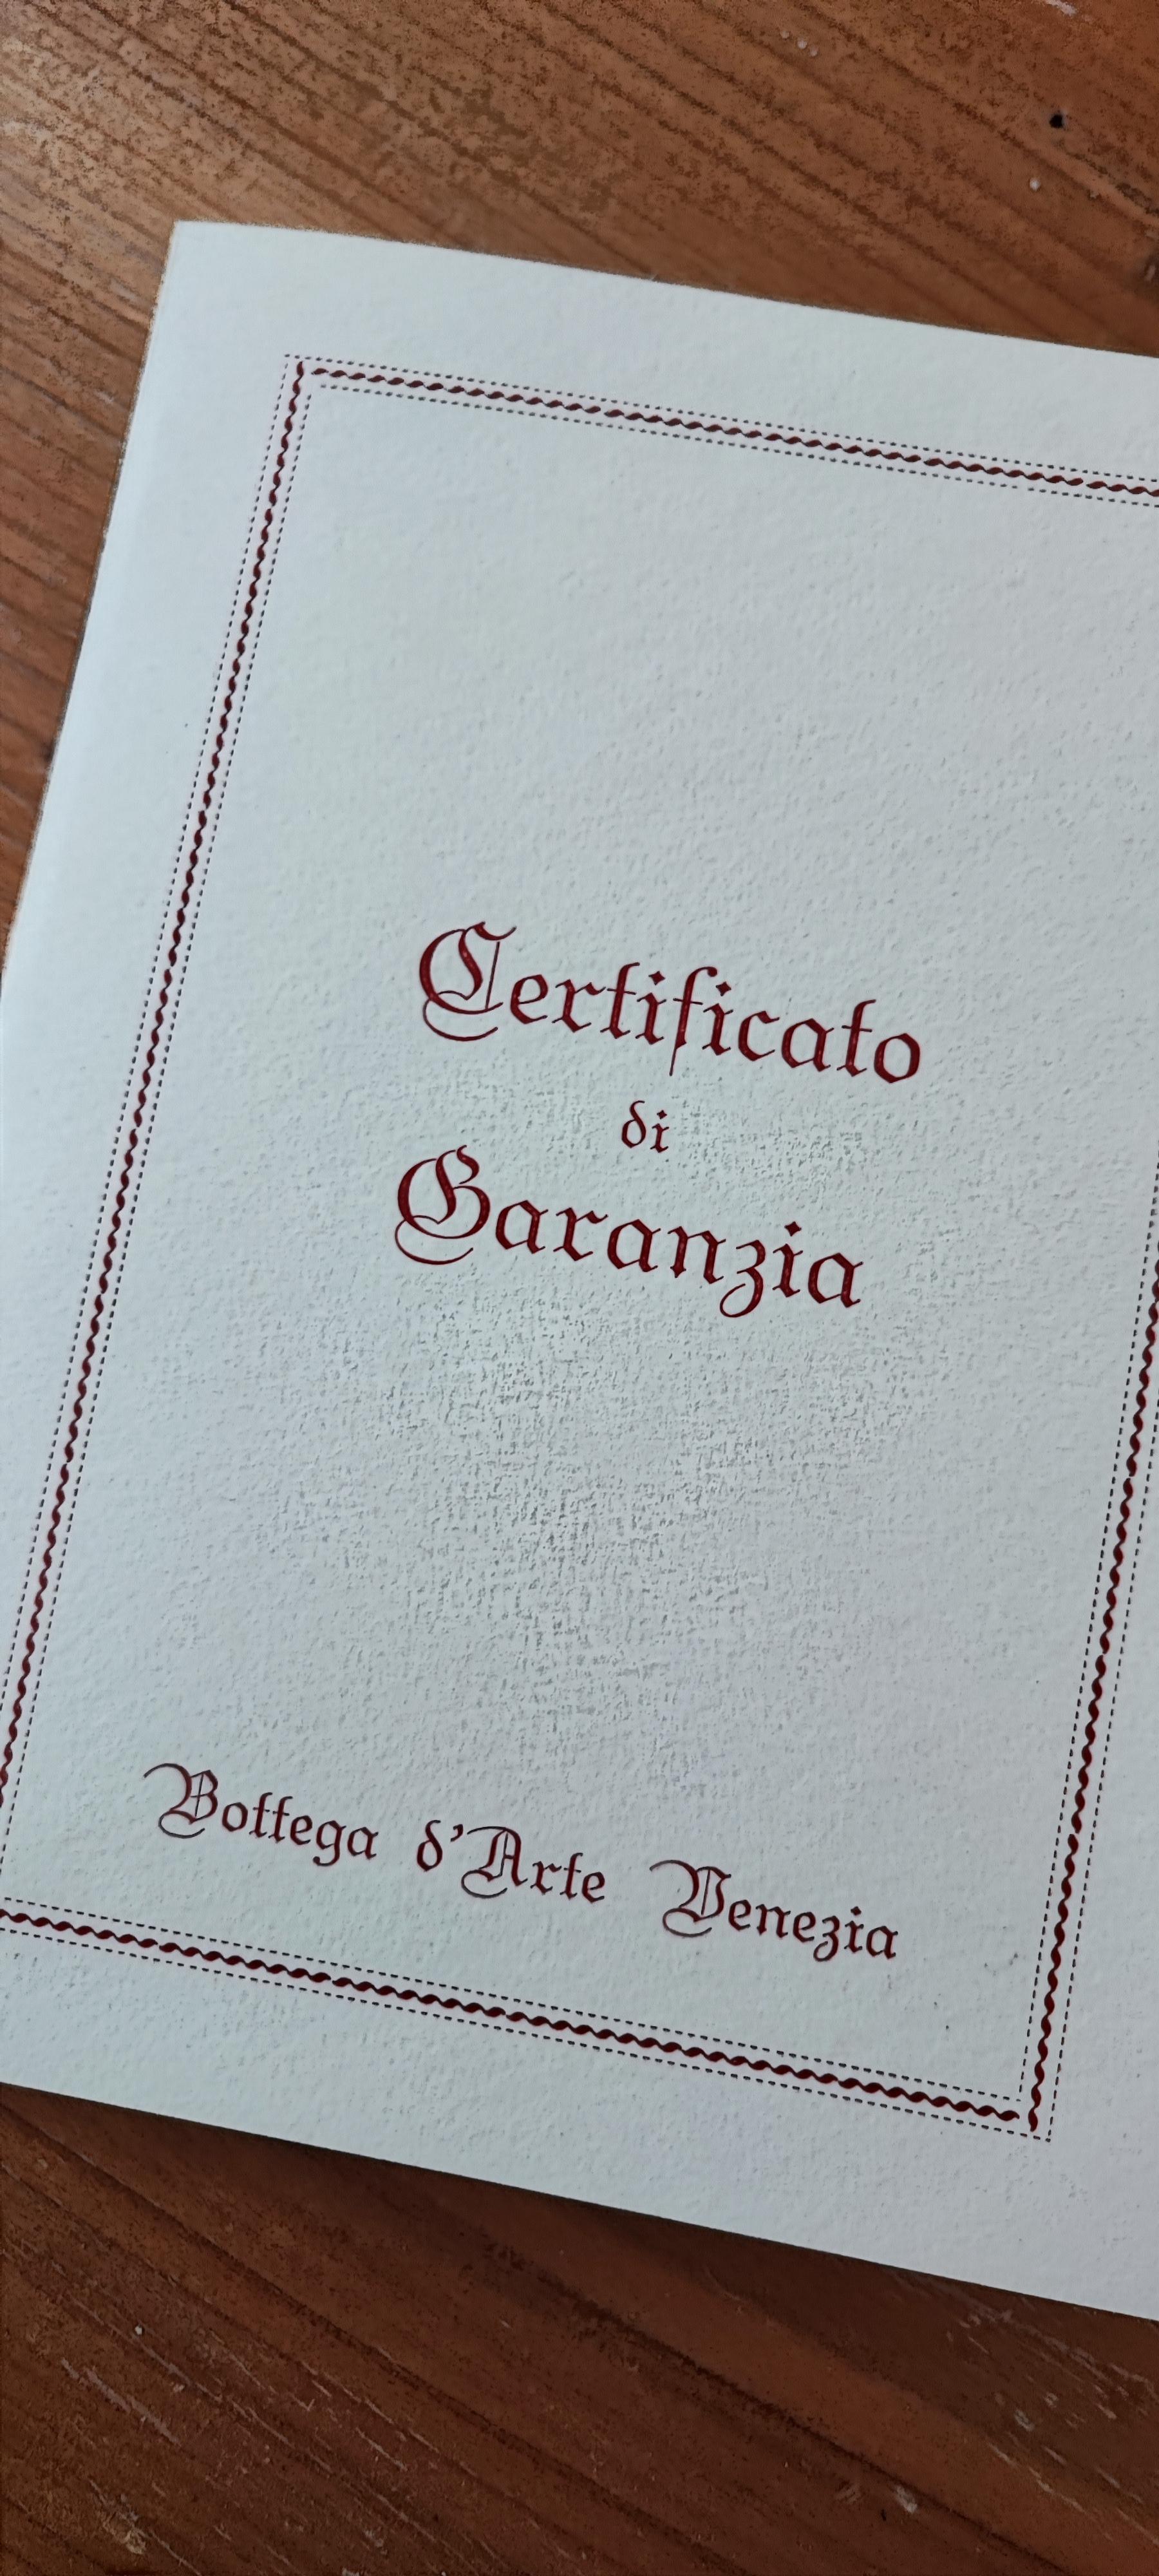 Certificato
di
Garanzia
Bottega d'Arte Venezia